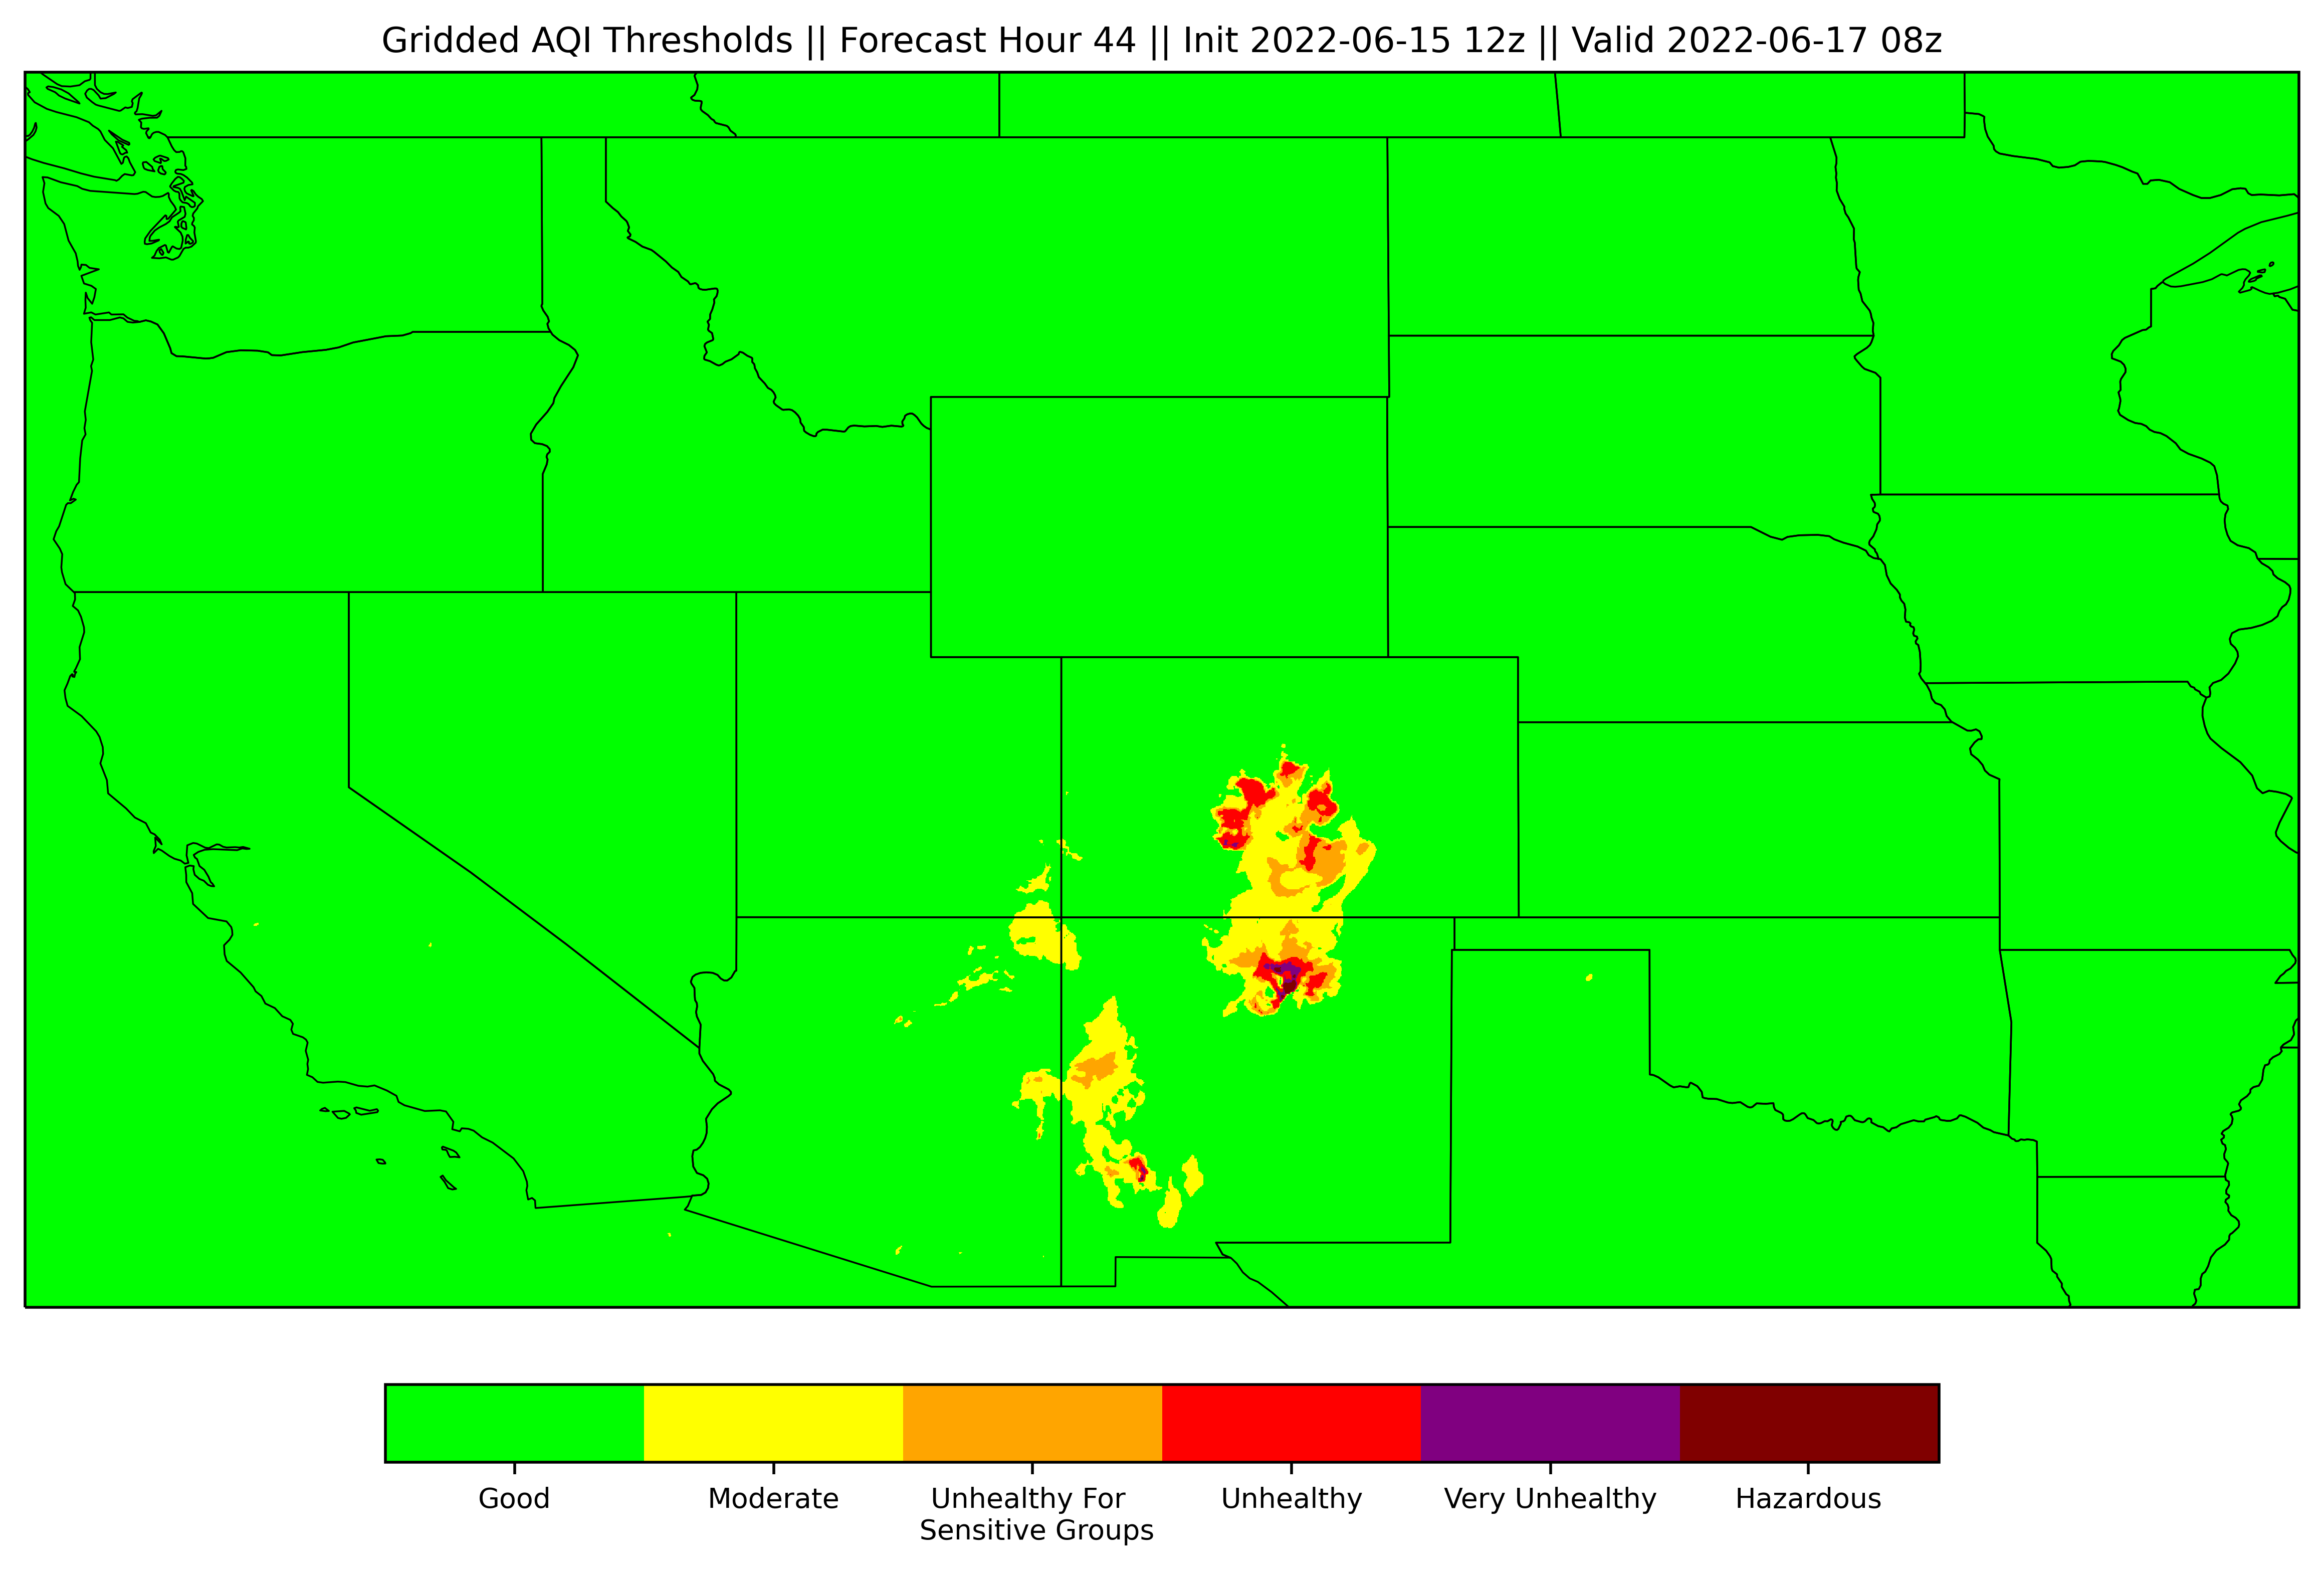 Gridded AQI Thresholds || Forecast Hour 44 || Init 2022-06-15 12z || Valid 2022-06-17 08z
Good
Moderate
Unhealthy For
Sensitive Groups
Unhealthy
Very Unhealthy
Hazardous